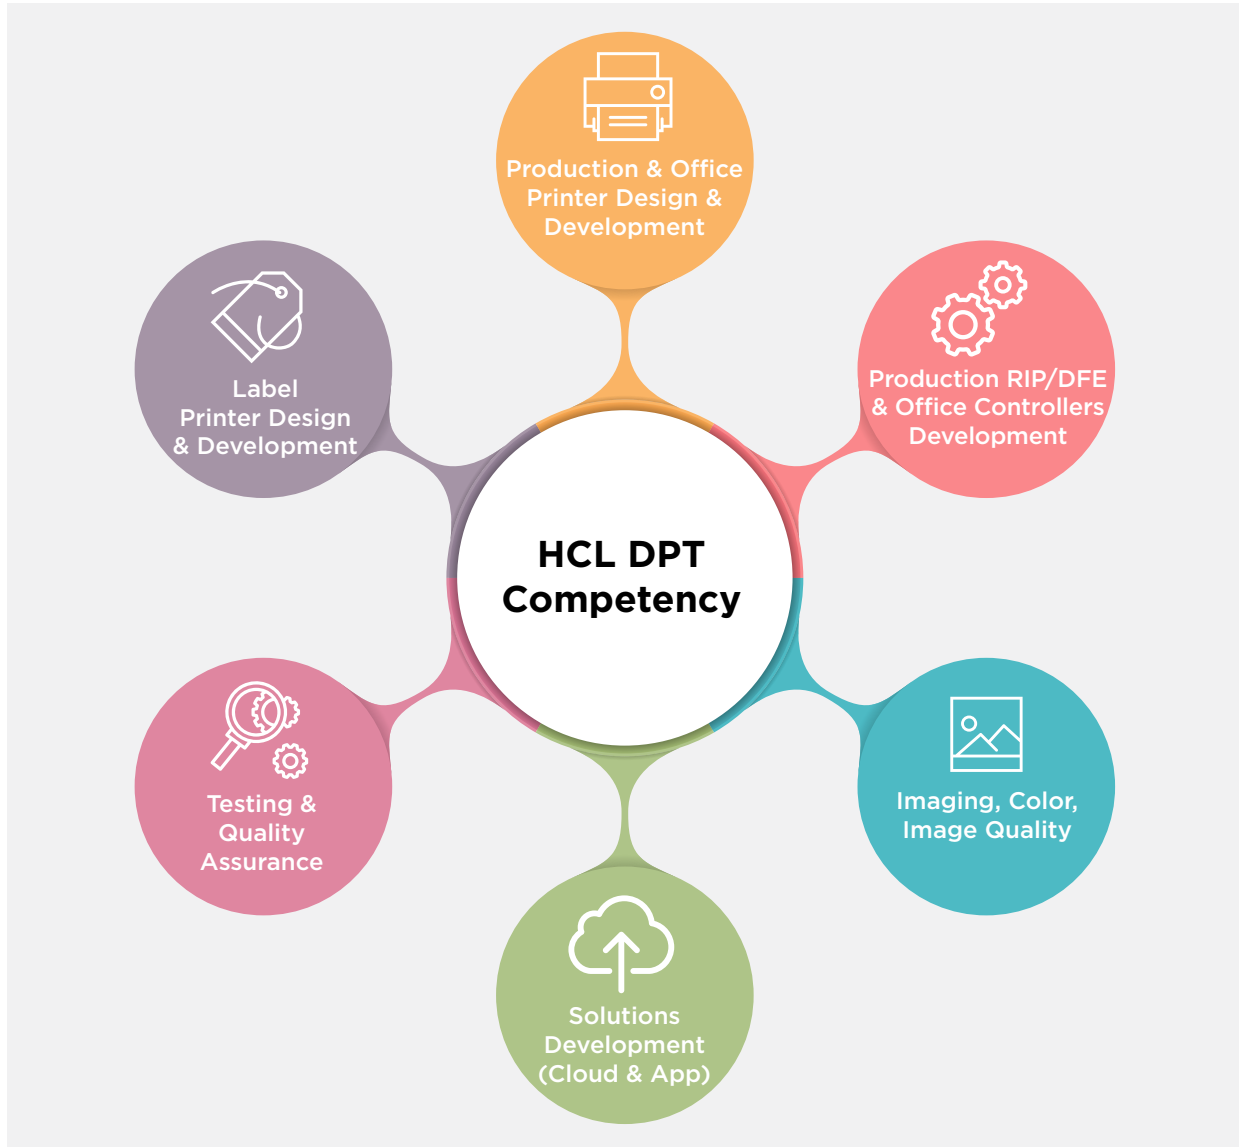 Production & Office
Printer Design &
Development
Production RIP/DFE
& Office Controllers
Development
Label
Printer Design
& Development
HCL DPT
Competency
Imaging, Color,
Image Quality
Testing &
Quality
Assurance
Solutions
Development
(Cloud & App)